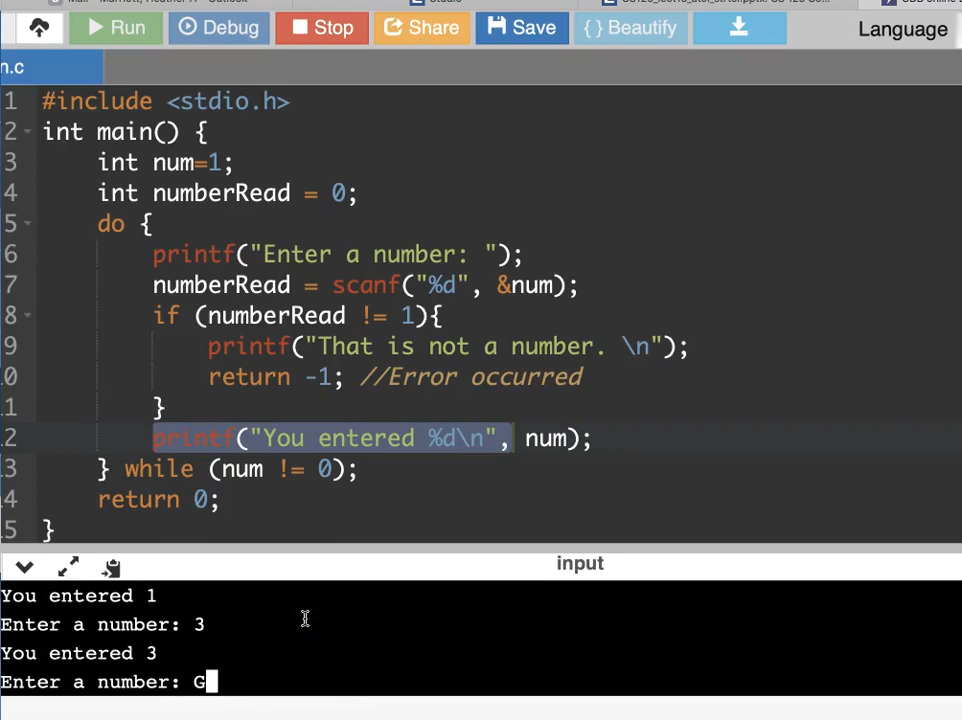 Run Debug Stop Share Save { } Beautify Language
n.c
1 #include <stdio.h>
2 int main() {
3 int num=1;
4 int numberRead = 0;
5 do {
6 printf("Enter a number: ");
7 numberRead = scanf("%d", &num);
8 if (numberRead != 1){
9 printf("That is not a number. \n");
10 return -1; //Error occurred
11 }
12 printf("You entered %d\n", num);
13 } while (num != 0);
14 return 0;
15 }
input
You entered 1
Enter a number: 3
You entered 3
Enter a number: G